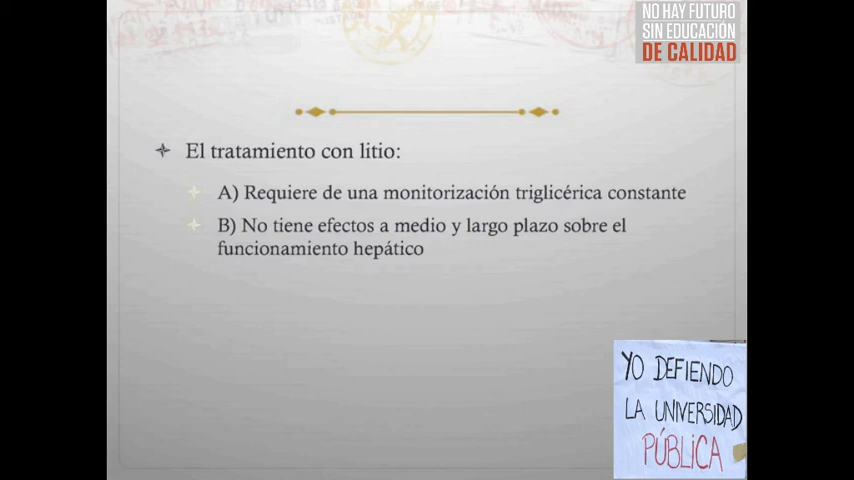 NO HAY FUTURO
SIN EDUCACIÓN
DE CALIDAD
El tratamiento con litio:
A) Requiere de una monitorización triglicérica constante
B) No tiene efectos a medio y largo plazo sobre el
funcionamiento hepático
YO DEFIENDO
LA UNIVERSIDAD
PÚBLICA